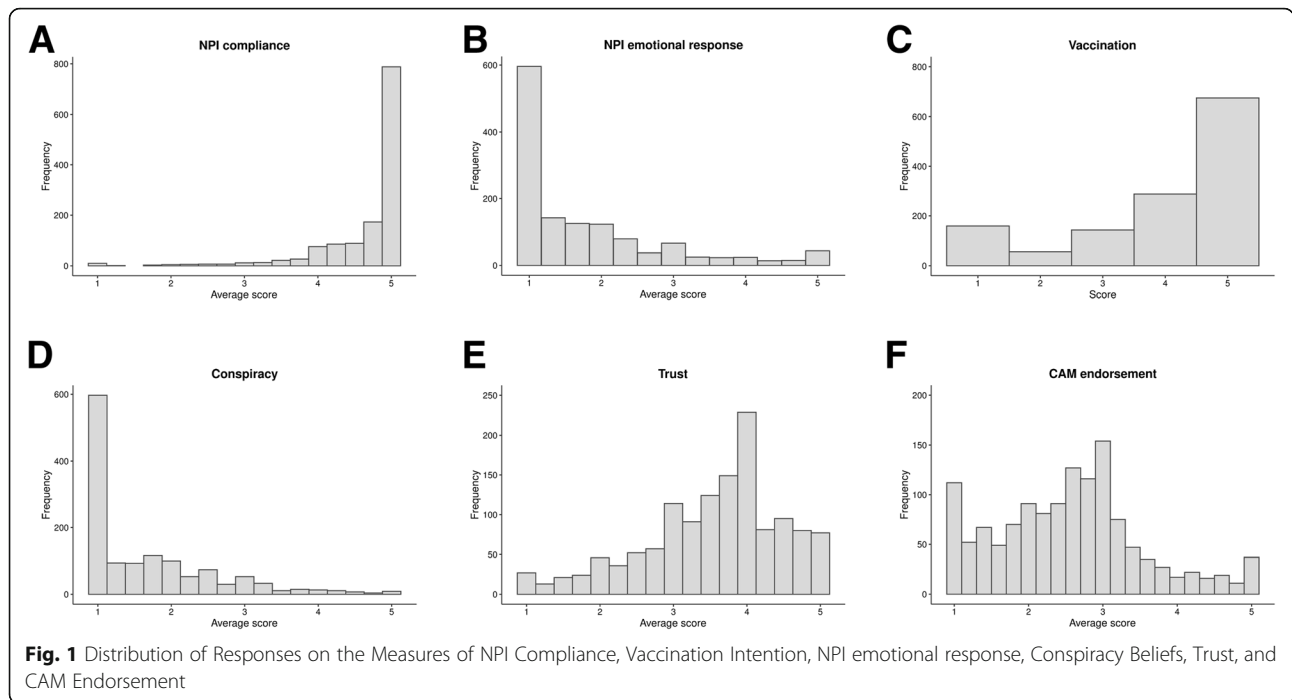 A
NPI compliance
Frequency
800
600
400
200
0
1 2 3 4 5
Average score
B
NPI emotional response
Frequency
600
400
200
0
1 2 3 4 5
Average score
C
Vaccination
Frequency
800
600
400
200
0
1 2 3 4 5
Score
D
Conspiracy
Frequency
600
400
200
0
1 2 3 4 5
Average score
E
Trust
Frequency
250
200
150
100
50
0
1 2 3 4 5
Average score
F
CAM endorsement
Frequency
200
150
100
50
0
1 2 3 4 5
Average score
Fig. 1 Distribution of Responses on the Measures of NPI Compliance, Vaccination Intention, NPI emotional response, Conspiracy Beliefs, Trust, and
CAM Endorsement